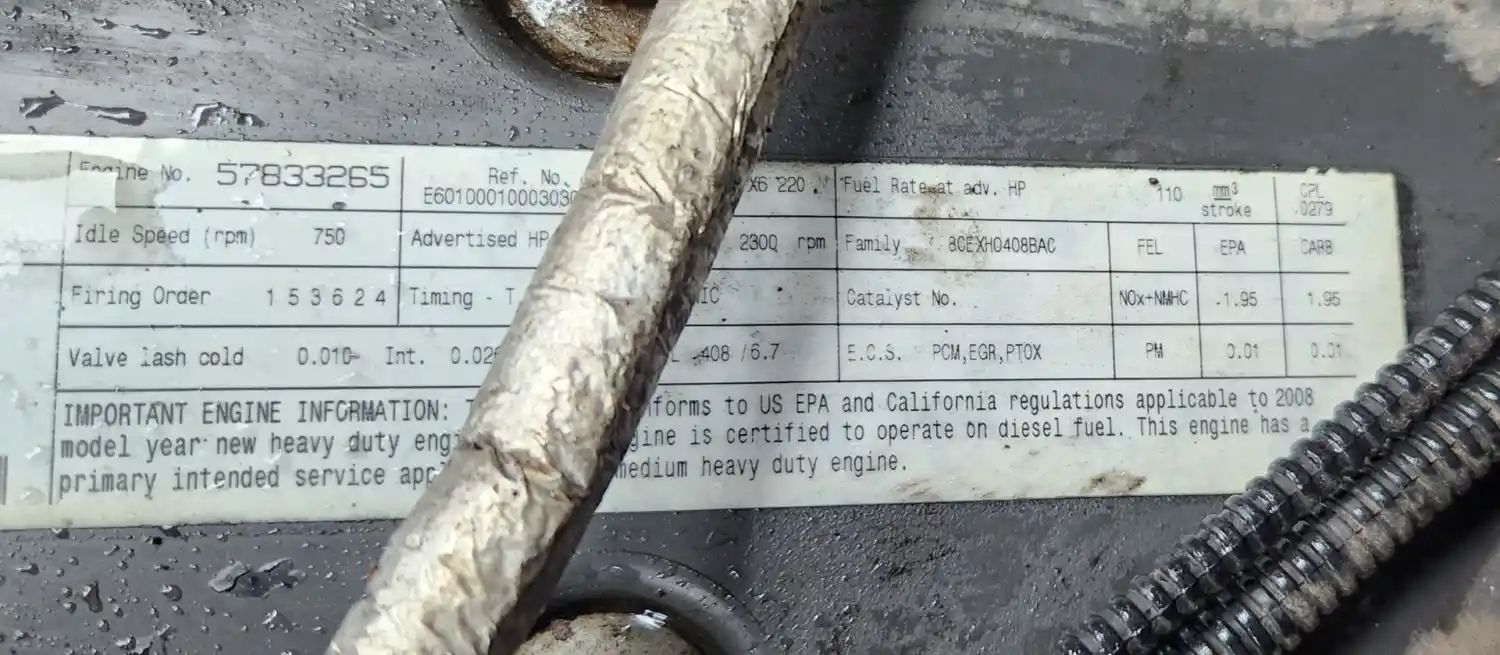 Engine No. 57833265
Ref. No.
E6010001000303
X6 220.
Fuel Rate at adv. HP 110 mm³ stroke
CPL 0279
Idle Speed (rpm) 750
Advertised HP
2300 rpm
Family 8CEXH0408BAC
FEL EPA CARB
Firing Order 1 5 3 6 2 4
Timing - T
IC
Catalyst No.
NOx+NMHC 1.95 1.95
Valve lash cold 0.010 Int. 0.02
408 / 6.7
E.C.S. PCM,EGR,PTOX
PM 0.01 0.01
IMPORTANT ENGINE INFORMATION: nforms to US EPA and California regulations applicable to 2008
model year new heavy duty engi gine is certified to operate on diesel fuel. This engine has a
primary intended service app medium heavy duty engine.